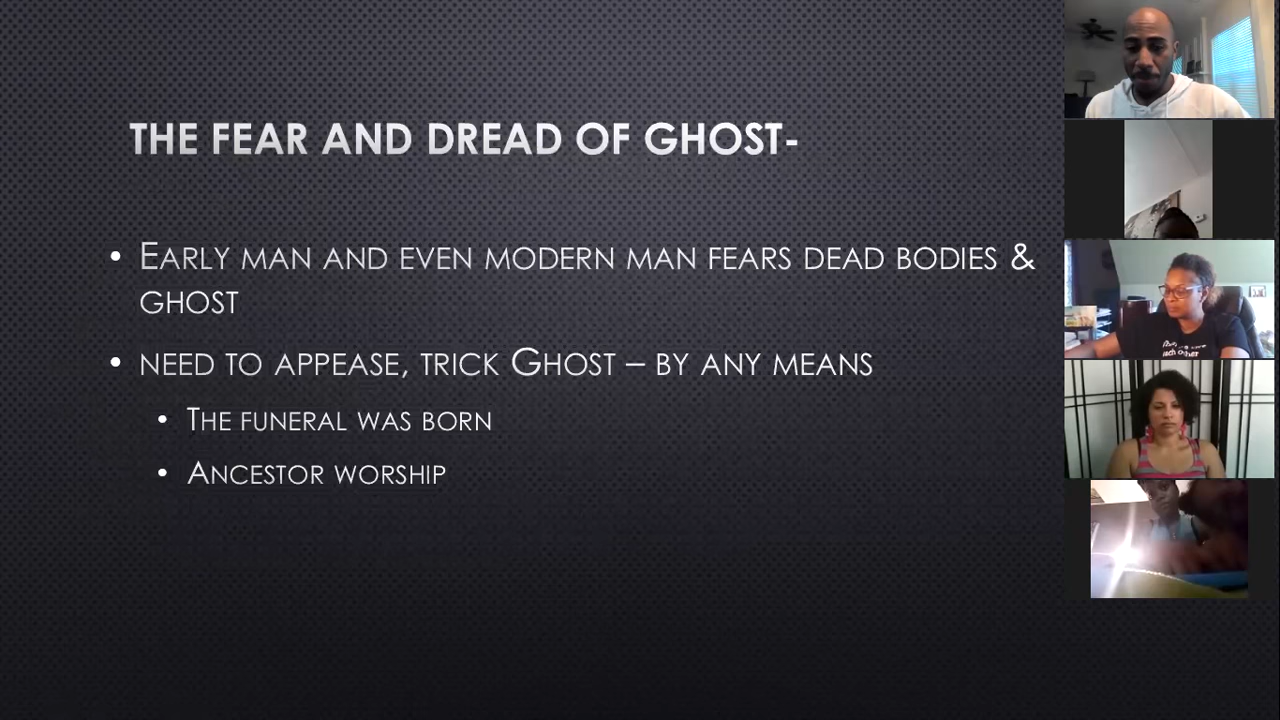 THE FEAR AND DREAD OF GHOST-
• EARLY MAN AND EVEN MODERN MAN FEARS DEAD BODIES &
GHOST
• NEED TO APPEASE, TRICK GHOST – BY ANY MEANS
• THE FUNERAL WAS BORN
• ANCESTOR WORSHIP